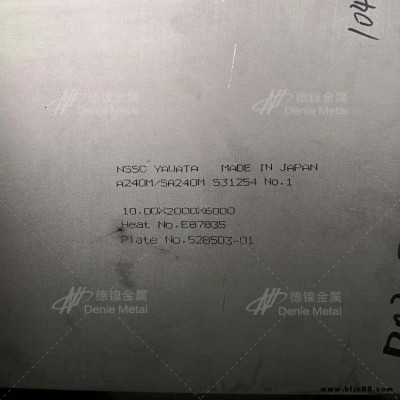 104
德镍金属
Denie Metal
德镍金属
Denie Metal
NSSC YAWATA MADE IN JAPAN
A240M/SA240M S31254 No.1
10.00X2000X6000
Heat No.E87835
Plate No.528503-01
德镍金属
Denie Metal
德镍金属
Denie Metal
www.bfjs88.com